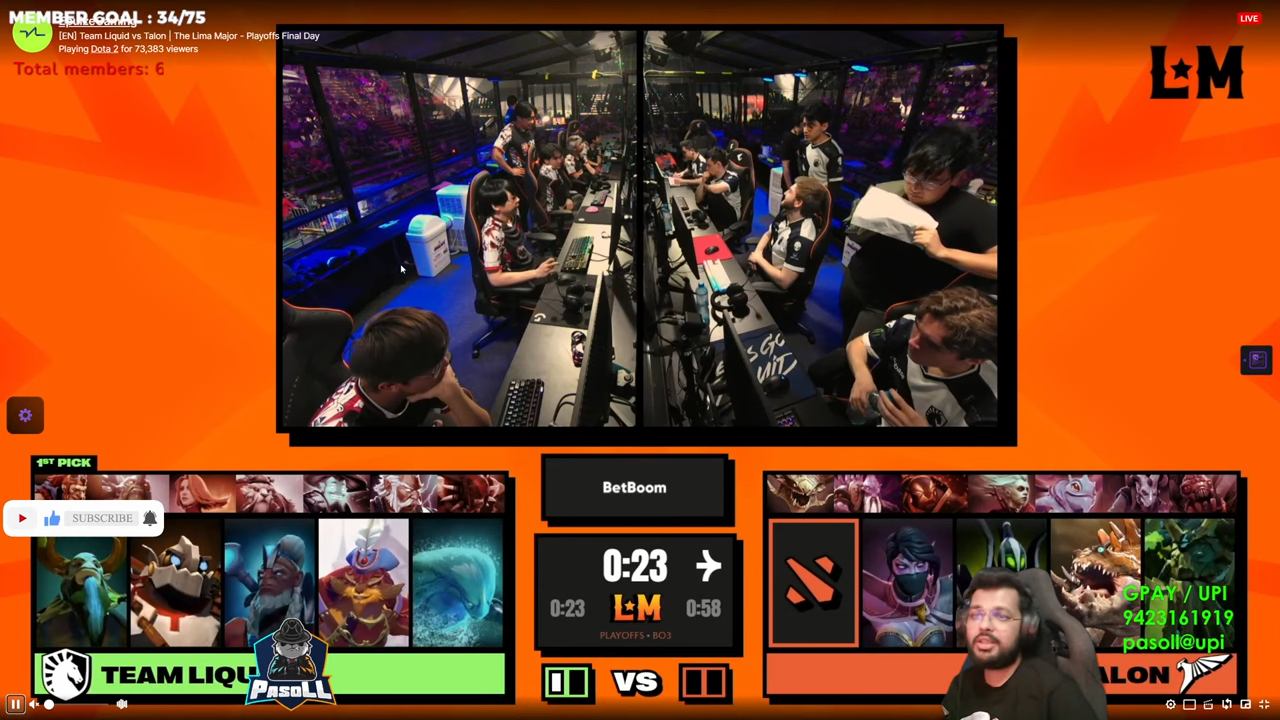 MEMBER GOAL : 34/75
EpulzeGaming
[EN] Team Liquid vs Talon | The Lima Major - Playoffs Final Day
Playing Dota 2 for 73,383 viewers
Total members: 6
LIVE
L M
1ST PICK
SUBSCRIBE
BetBoom
0:23
0:23
L M
0:58
PLAYOFFS • BO3
VS
TEAM LIQU
PASOLL
GPAY / UPI
9423161919
pasoll@upi
ALON